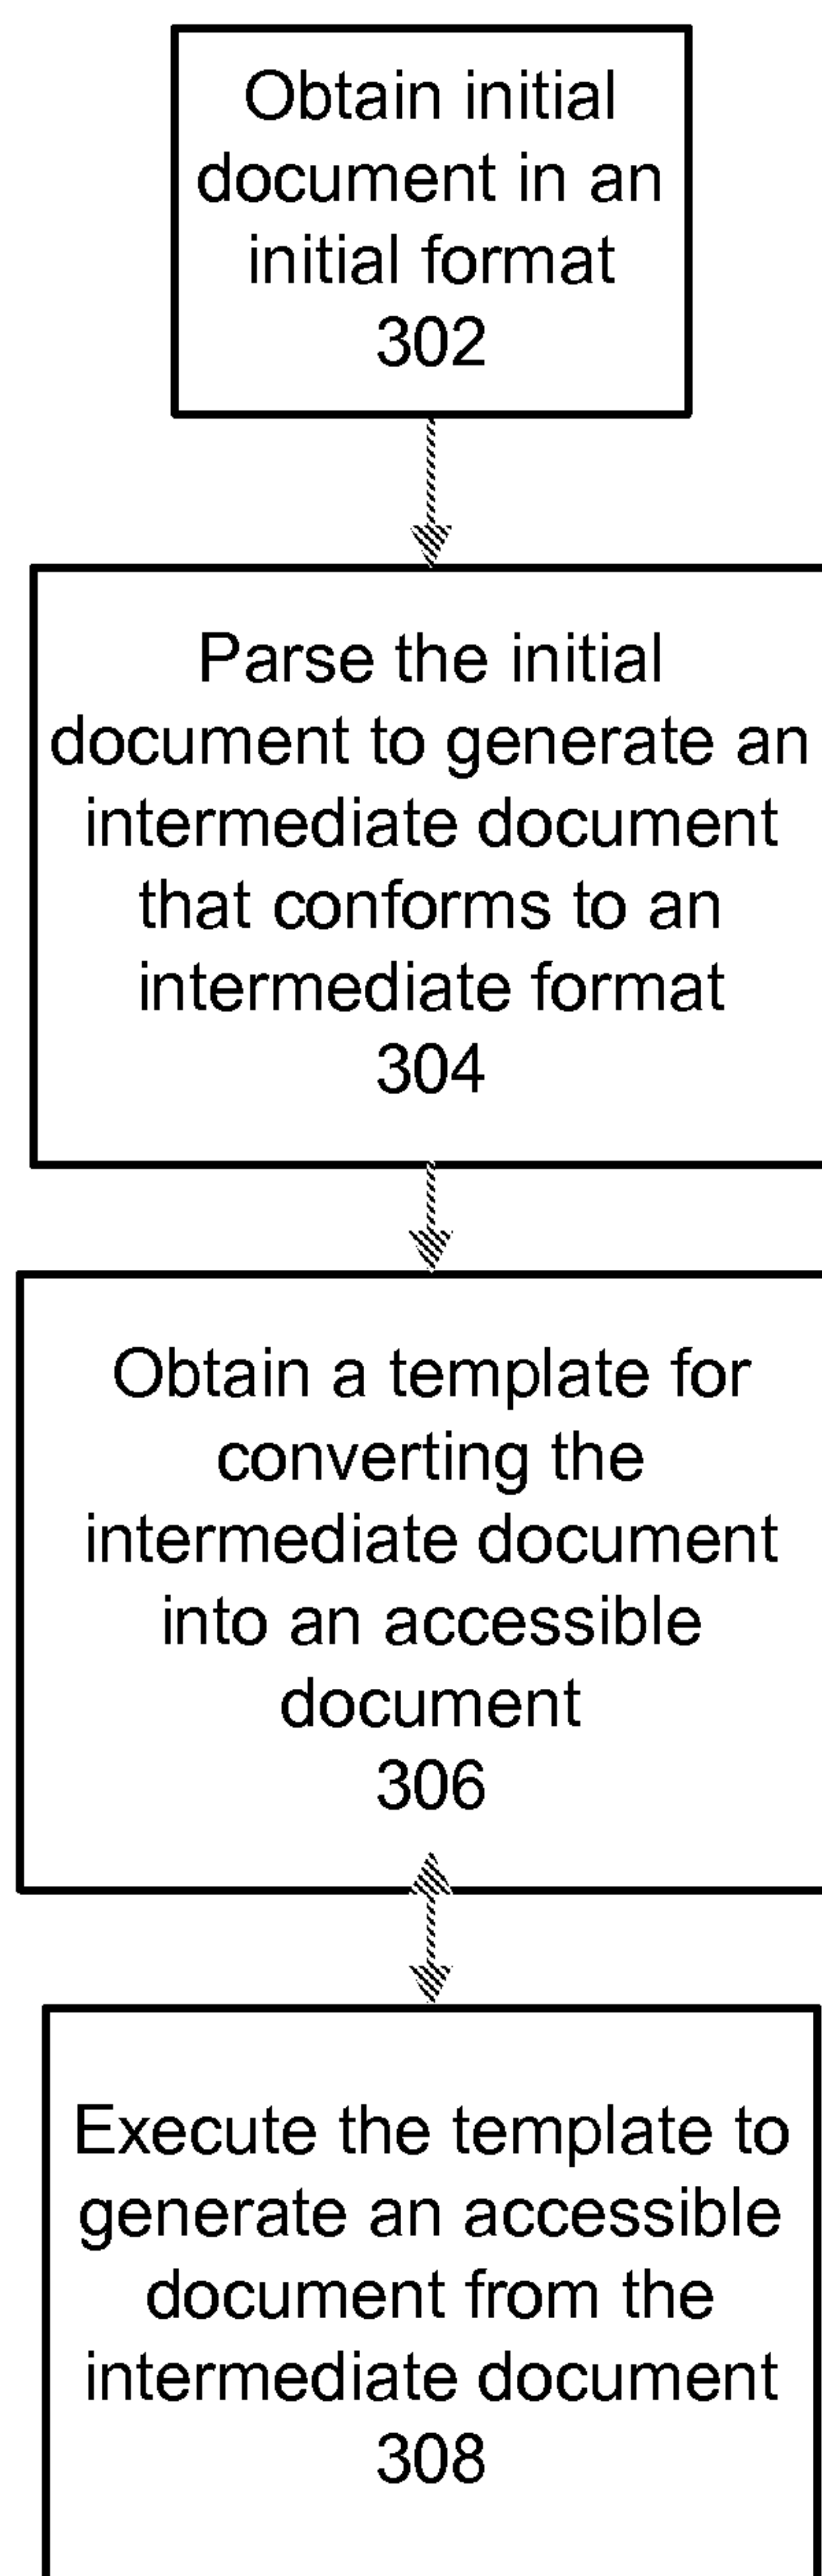 Obtain initial
document in an
initial format
302
Parse the initial
document to generate an
intermediate document
that conforms to an
intermediate format
304
Obtain a template for
converting the
intermediate document
into an accessible
document
306
Execute the template to
generate an accessible
document from the
intermediate document
308